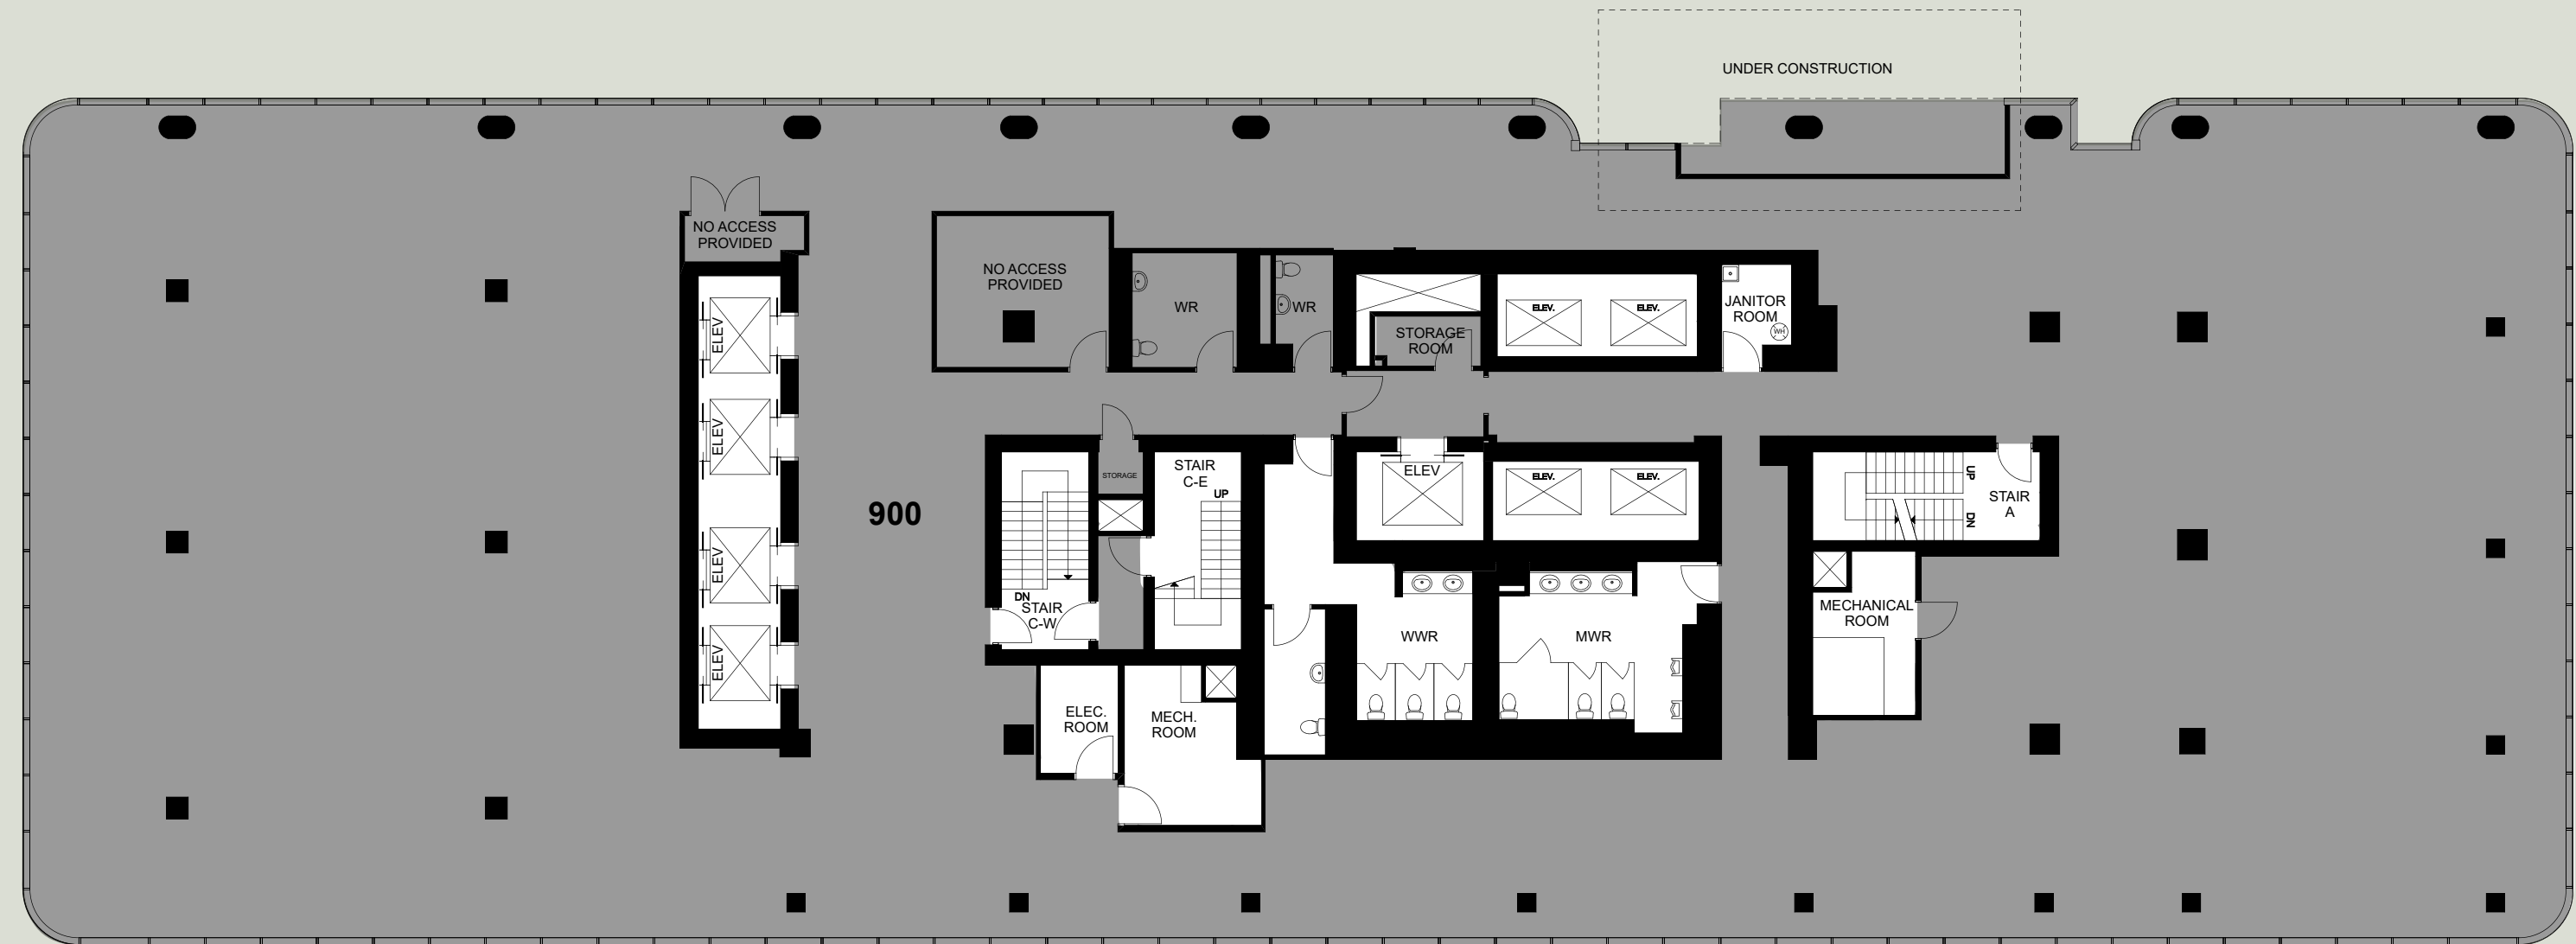 UNDER CONSTRUCTION
NO ACCESS
PROVIDED
NO ACCESS
PROVIDED
WR
WR
STORAGE
ROOM
ELEV.
ELEV.
JANITOR
ROOM
WH
ELEV
ELEV
ELEV
ELEV
900
STORAGE
STAIR
C-E
UP
DN
STAIR
C-W
ELEV
ELEV.
ELEV.
UP
DN
STAIR
A
MECHANICAL
ROOM
WWR
MWR
ELEC.
ROOM
MECH.
ROOM